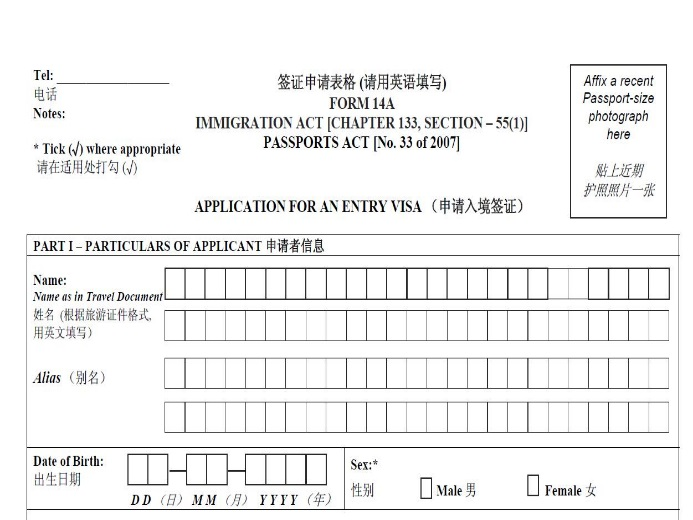 Tel: ________________
电话
Notes:
* Tick (√) where appropriate
请在适用处打勾 (√)
签证申请表格 (请用英语填写)
FORM 14A
IMMIGRATION ACT [CHAPTER 133, SECTION – 55(1)]
PASSPORTS ACT [No. 33 of 2007]
APPLICATION FOR AN ENTRY VISA （申请入境签证）
Affix a recent
Passport-size
photograph
here
贴上近期
护照照片一张
PART I – PARTICULARS OF APPLICANT 申请者信息
Name:
Name as in Travel Document
姓名 (根据旅游证件格式,
用英文填写）
Alias （别名）
Date of Birth:
出生日期
D D （日） M M （月） Y Y Y Y （年）
Sex:*
性别
Male 男
Female 女